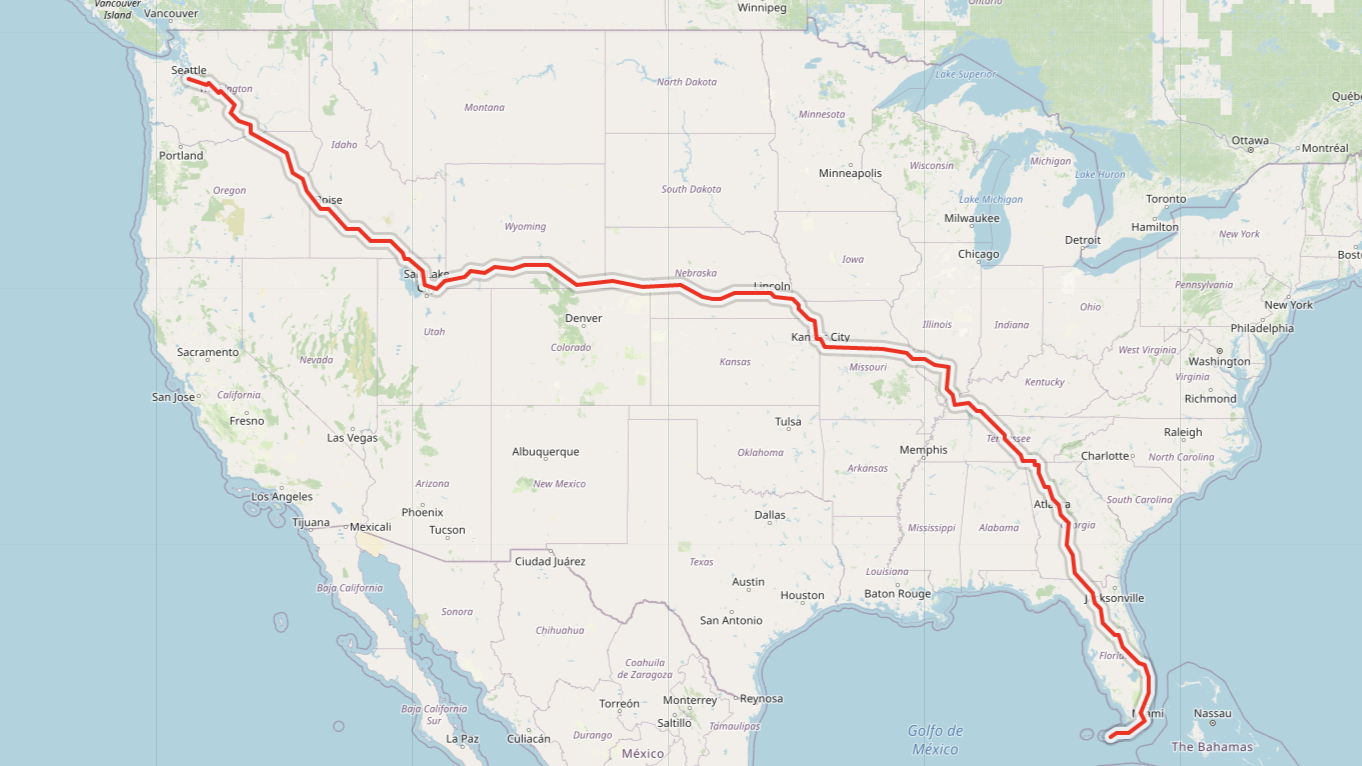 Vancouver
Island
Vancouver
Winnipeg
Ontario
Seattle
Washington
North Dakota
Lake Superior
Montana
Minnesota
Québe
Idaho
Portland
Ottawa
Montréal
Oregon
Boise
South Dakota
Minneapolis
Wisconsin
Michigan
Lake Huron
Lake Michigan
Toronto
Wyoming
Milwaukee
Hamilton
New York
Detroit
Chicago
Bosto
Iowa
Salt Lake
City
Nebraska
Lincoln
Pennsylvania
New York
Denver
Ohio
Illinois
Indiana
Philadelphia
Utah
Kansas City
Sacramento
Nevada
Colorado
Kansas
Missouri
West Virginia
Washington
Kentucky
Virginia
San Jose
California
Richmond
Fresno
Las Vegas
Tulsa
Tennessee
Raleigh
Albuquerque
Oklahoma
Memphis
Charlotte
North Carolina
Arkansas
Los Angeles
Arizona
New Mexico
South Carolina
Atlanta
Phoenix
Dallas
Tijuana
Mexicali
Tucson
Mississippi
Alabama
Georgia
Ciudad Juárez
Texas
Louisiana
Baja California
Austin
Houston
Baton Rouge
Jacksonville
Sonora
San Antonio
Chihuahua
Florida
Coahuila
de Zaragoza
Torreón
Monterrey
Reynosa
Baja California
Sur
Saltillo
Tamaulipas
Miami
Nassau
La Paz
Culiacán
Durango
México
Golfo de
México
The Bahamas